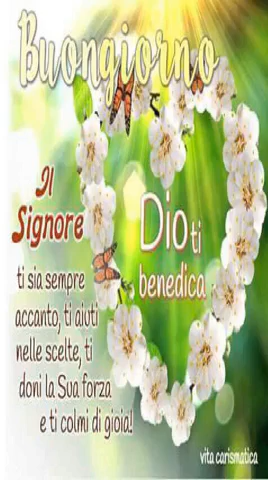 Buongiorno
Il
Signore
ti sia sempre
accanto, ti aiuti
nelle scelte, ti
doni la Sua forza
e ti colmi di gioia!
Dio ti
benedica
vita carismatica